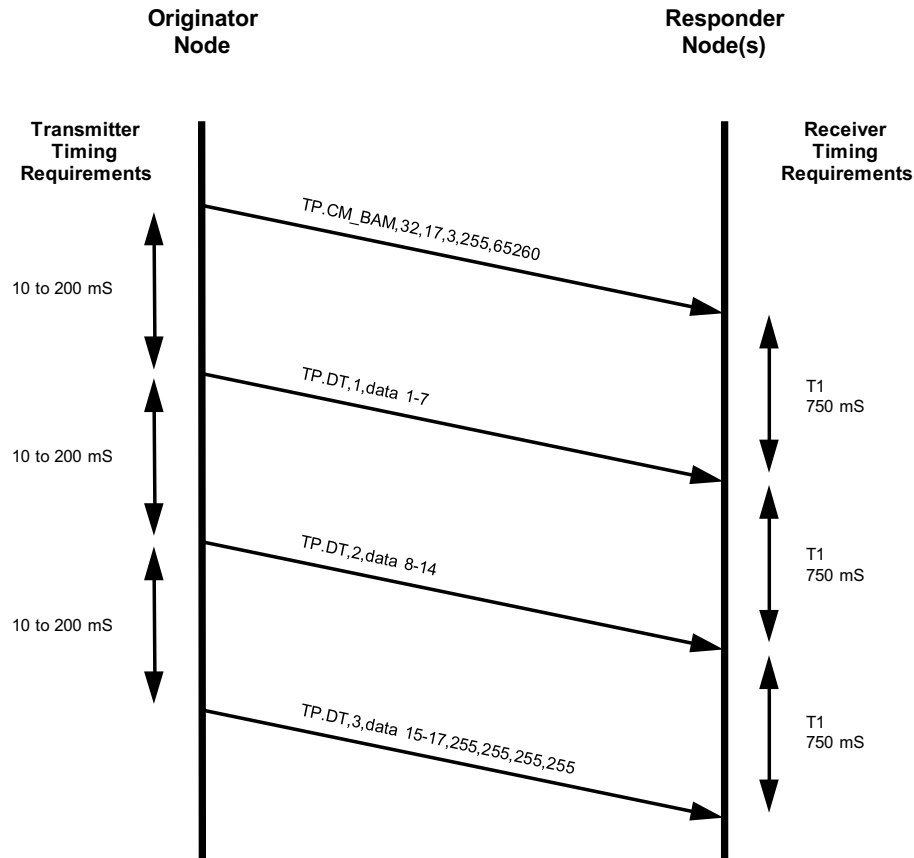 Originator
Node
Responder
Node(s)
Transmitter
Timing
Requirements
Receiver
Timing
Requirements
TP.CM_BAM,32,17,3,255,65260
10 to 200 mS
TP.DT,1,data 1-7
T1
750 mS
10 to 200 mS
TP.DT,2,data 8-14
T1
750 mS
10 to 200 mS
TP.DT,3,data 15-17,255,255,255,255
T1
750 mS